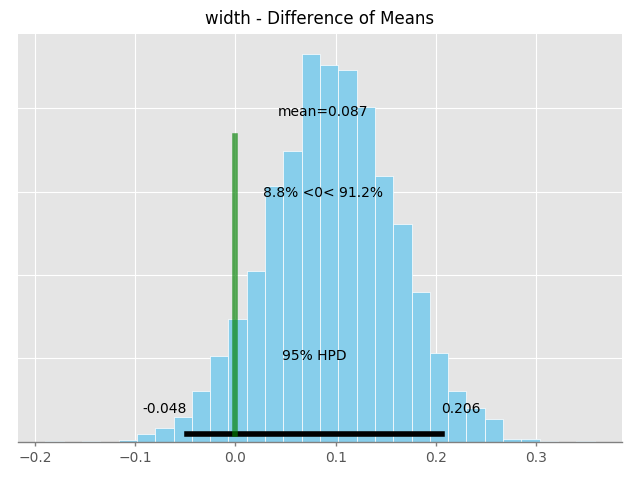 width - Difference of Means
mean=0.087
8.8% <0< 91.2%
95% HPD
-0.048 0.206
−0.2 −0.1 0.0 0.1 0.2 0.3